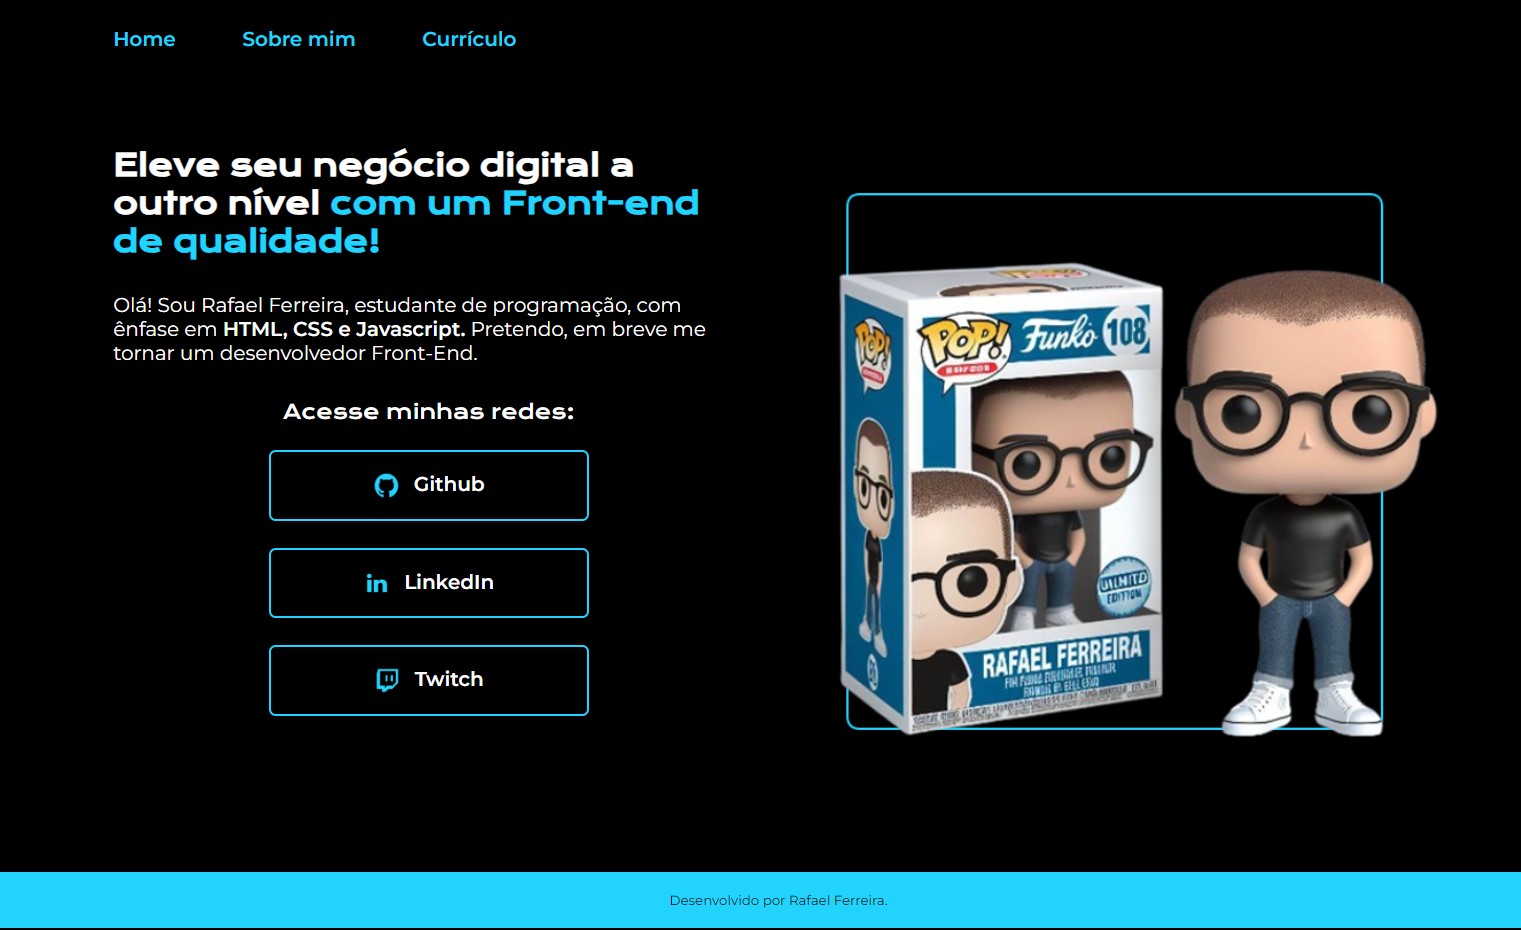 Home Sobre mim Currículo
Eleve seu negócio digital a
outro nível com um Front-end
de qualidade!
Olá! Sou Rafael Ferreira, estudante de programação, com
ênfase em HTML, CSS e Javascript. Pretendo, em breve me
tornar um desenvolvedor Front-End.
Acesse minhas redes:
Github
LinkedIn
Twitch
POP!
POP! Funko 108
EDITION
RAFAEL FERREIRA
Desenvolvido por Rafael Ferreira.